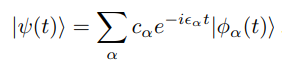 |ψ(t)⟩ = ∑_α c_α e^{-iϵ_α t} |ϕ_α(t)⟩